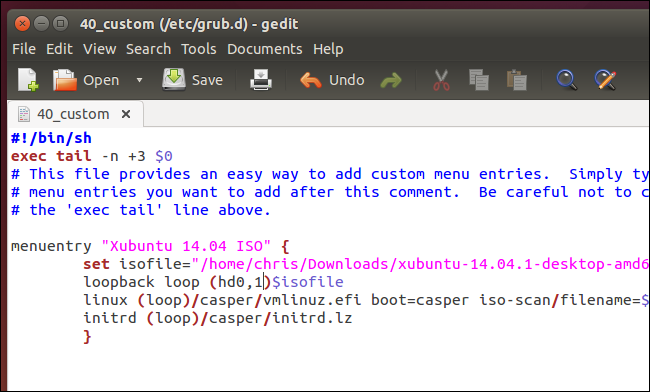 40_custom (/etc/grub.d) - gedit
File Edit View Search Tools Documents Help
Open Save Undo
40_custom
#!/bin/sh
exec tail -n +3 $0
# This file provides an easy way to add custom menu entries.  Simply ty
# menu entries you want to add after this comment.  Be careful not to c
# the 'exec tail' line above.
menuentry "Xubuntu 14.04 ISO" {
        set isofile="/home/chris/Downloads/xubuntu-14.04.1-desktop-amd6
        loopback loop (hd0,1)$isofile
        linux (loop)/casper/vmlinuz.efi boot=casper iso-scan/filename=$
        initrd (loop)/casper/initrd.lz
        }